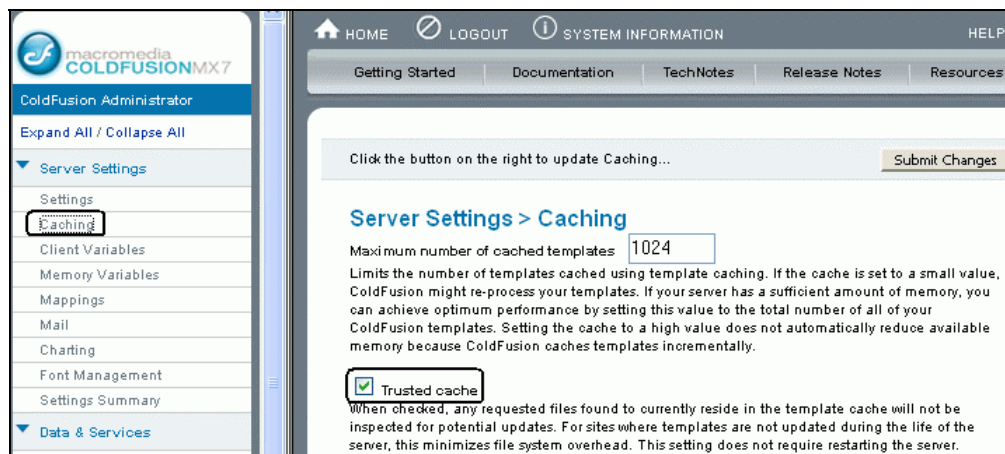 macromedia
COLDFUSIONMX7
ColdFusion Administrator
Expand All / Collapse All
Server Settings
Settings
Caching
Client Variables
Memory Variables
Mappings
Mail
Charting
Font Management
Settings Summary
Data & Services
HOME LOGOUT SYSTEM INFORMATION HELP
Getting Started Documentation TechNotes Release Notes Resources
Click the button on the right to update Caching... Submit Changes
Server Settings > Caching
Maximum number of cached templates 1024
Limits the number of templates cached using template caching. If the cache is set to a small value,
ColdFusion might re-process your templates. If your server has a sufficient amount of memory, you
can achieve optimum performance by setting this value to the total number of all of your
ColdFusion templates. Setting the cache to a high value does not automatically reduce available
memory because ColdFusion caches templates incrementally.
Trusted cache
When checked, any requested files found to currently reside in the template cache will not be
inspected for potential updates. For sites where templates are not updated during the life of the
server, this minimizes file system overhead. This setting does not require restarting the server.